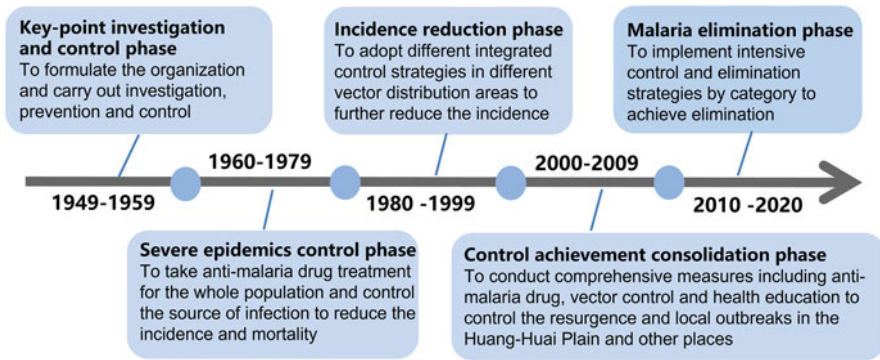 Key-point investigation
and control phase
To formulate the organization
and carry out investigation,
prevention and control
Incidence reduction phase
To adopt different integrated
control strategies in different
vector distribution areas to
further reduce the incidence
Malaria elimination phase
To implement intensive
control and elimination
strategies by category to
achieve elimination
1960-1979
2000-2009
1949-1959
1980 -1999
2010 -2020
Severe epidemics control phase
To take anti-malaria drug treatment
for the whole population and control
the source of infection to reduce the
incidence and mortality
Control achievement consolidation phase
To conduct comprehensive measures including anti-
malaria drug, vector control and health education to
control the resurgence and local outbreaks in the
Huang-Huai Plain and other places